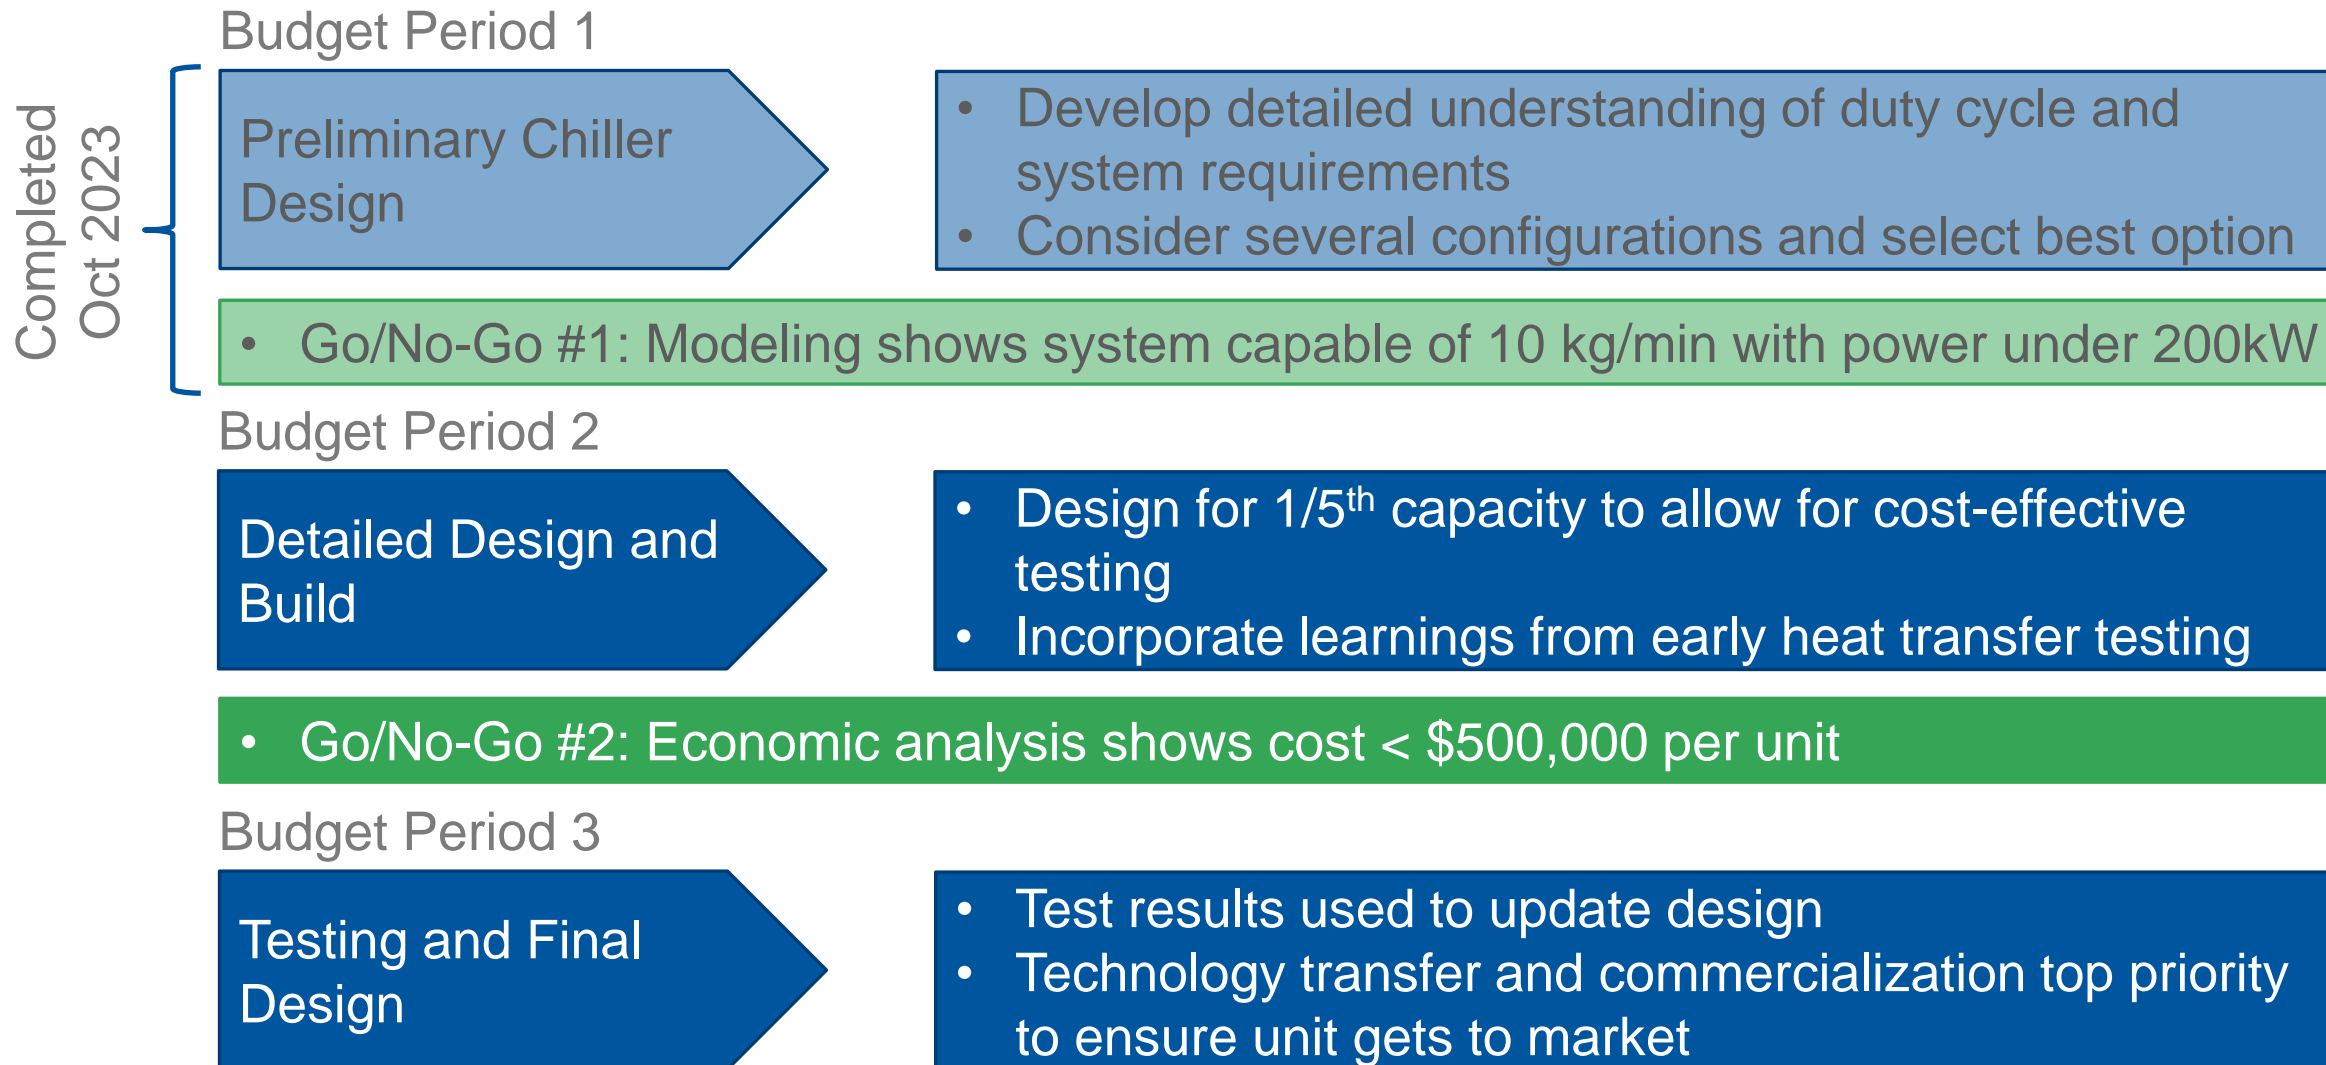 Budget Period 1
Completed
Oct 2023
Preliminary Chiller
Design
• Develop detailed understanding of duty cycle and
system requirements
• Consider several configurations and select best option
• Go/No-Go #1: Modeling shows system capable of 10 kg/min with power under 200kW
Budget Period 2
Detailed Design and
Build
• Design for 1/5th capacity to allow for cost-effective
testing
• Incorporate learnings from early heat transfer testing
• Go/No-Go #2: Economic analysis shows cost < $500,000 per unit
Budget Period 3
Testing and Final
Design
• Test results used to update design
• Technology transfer and commercialization top priority
to ensure unit gets to market